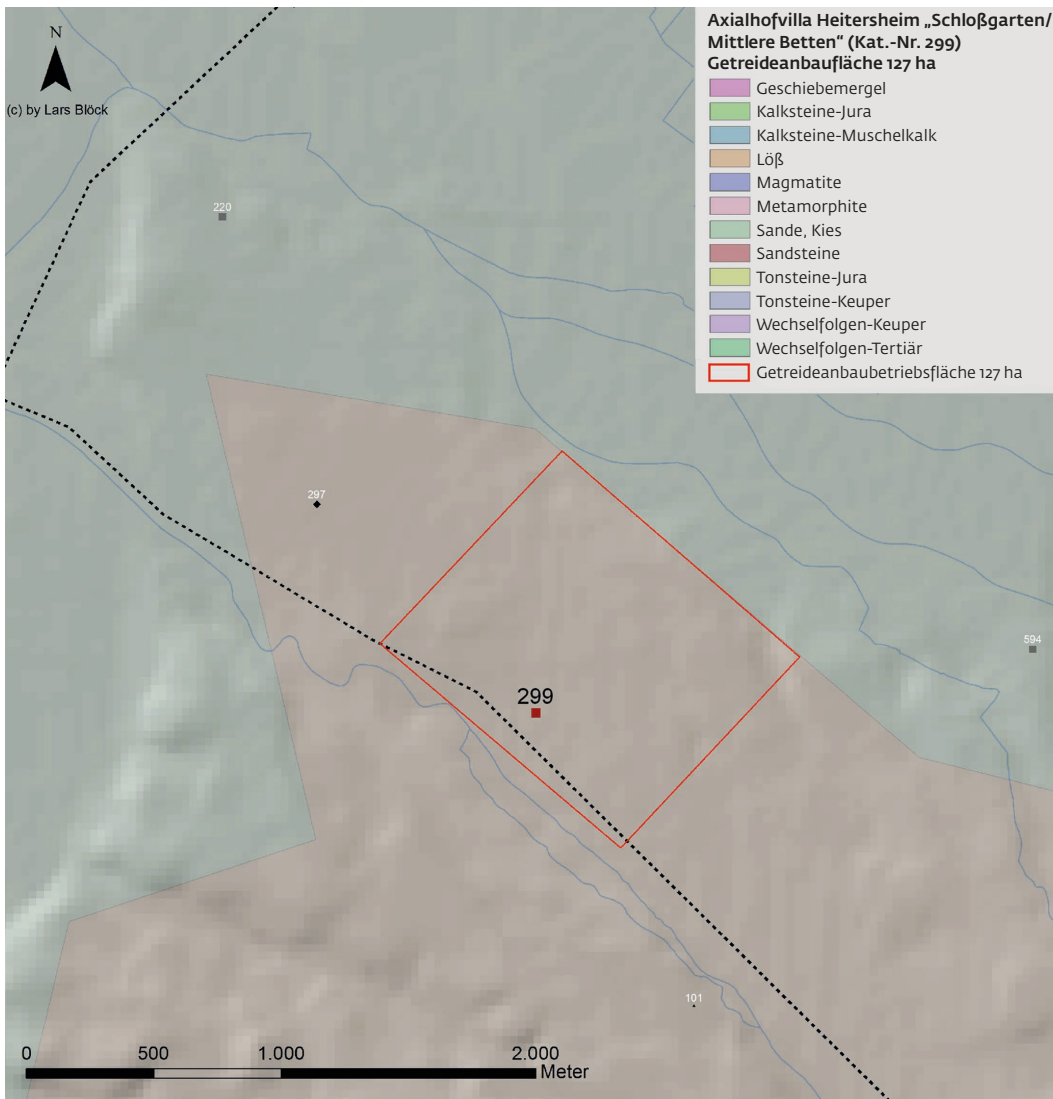 Axialhofvilla Heitersheim „Schloßgarten/
Mittlere Betten“ (Kat.-Nr. 299)
Getreideanbaufläche 127 ha
Geschiebemergel
Kalksteine-Jura
Kalksteine-Muschelkalk
Löß
Magmatite
Metamorphite
Sande, Kies
Sandsteine
Tonsteine-Jura
Tonsteine-Keuper
Wechselfolgen-Keuper
Wechselfolgen-Tertiär
Getreideanbaubetriebsfläche 127 ha
N
(c) by Lars Blöck
220
297
594
299
101
0 500 1.000 2.000
Meter